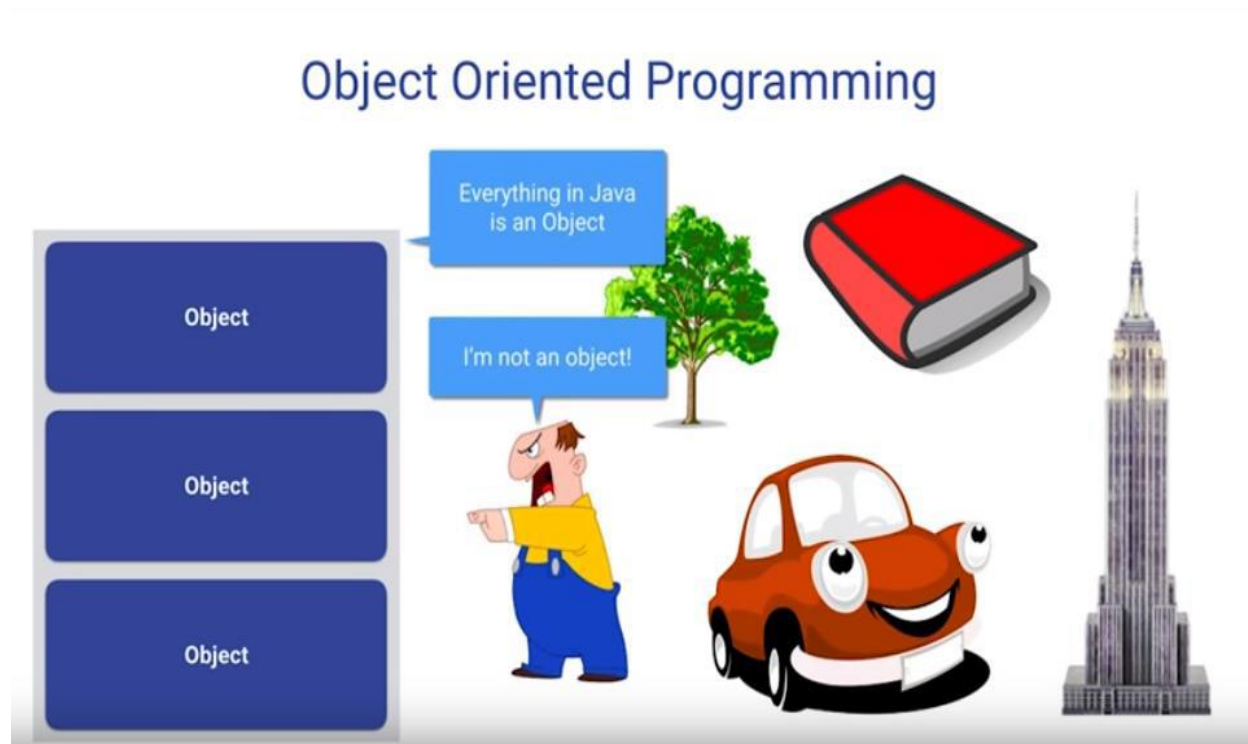 Object Oriented Programming
Everything in Java
is an Object
I'm not an object!
Object
Object
Object